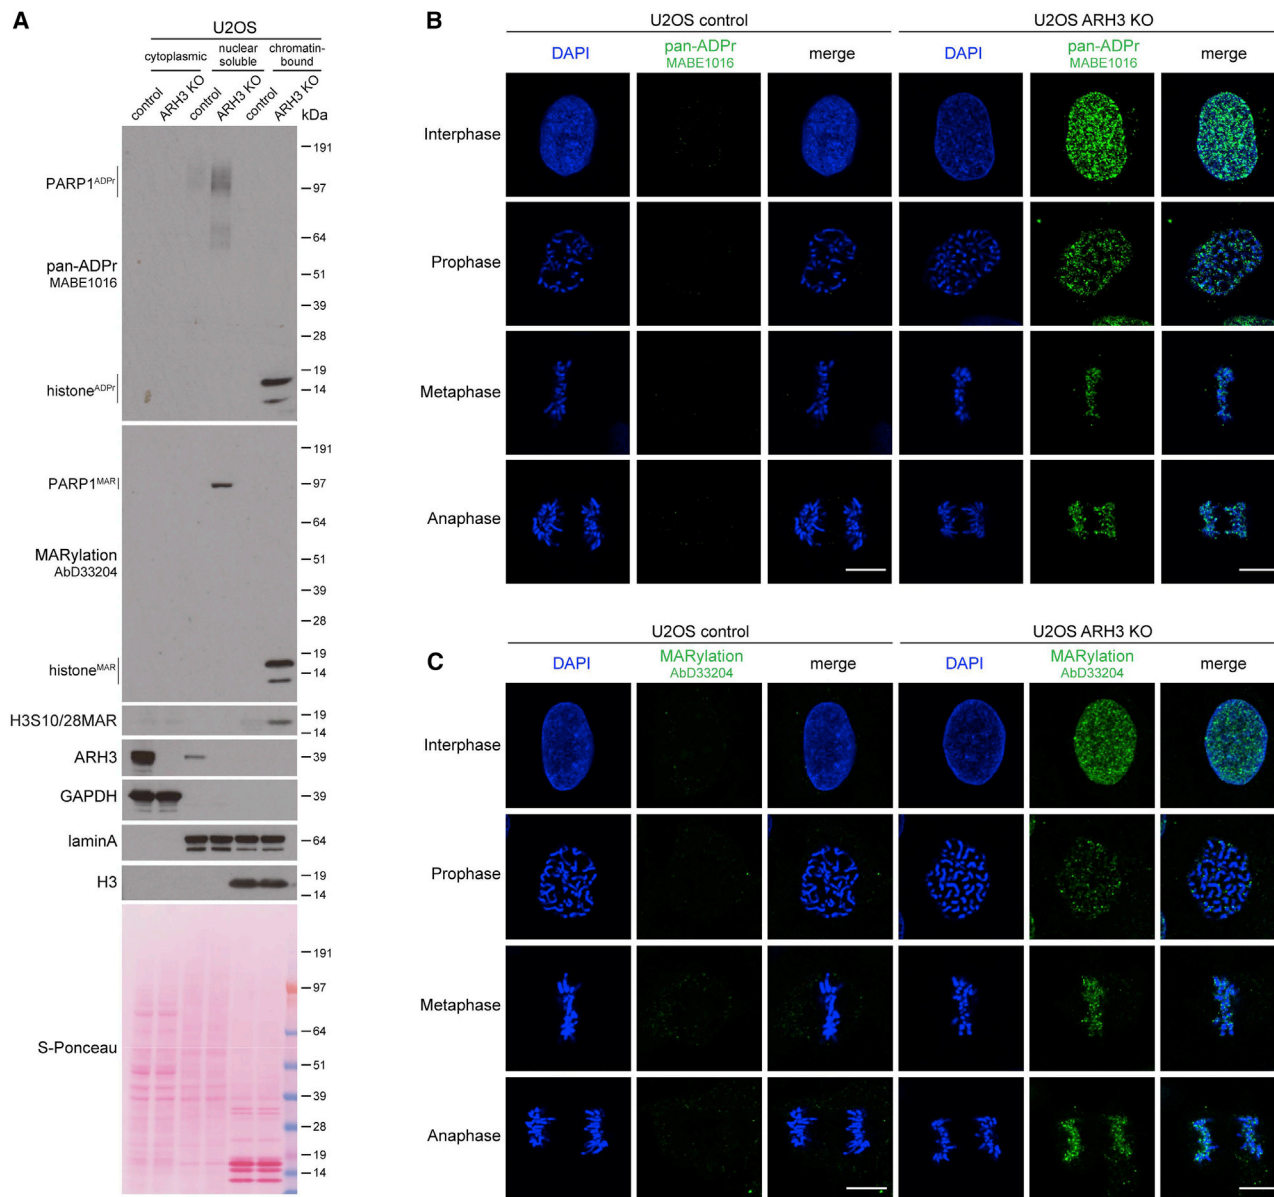 A
U2OS
cytoplasmic
nuclear
soluble
chromatin-
bound
control
ARH3 KO
control
ARH3 KO
control
ARH3 KO
kDa
PARP1ADPr
pan-ADPr
MABE1016
histoneADPr
191
97
64
51
39
28
19
14
PARP1MAR
MARylation
AbD33204
histoneMAR
191
97
64
51
39
28
19
14
H3S10/28MAR
19
14
ARH3
39
GAPDH
39
laminA
64
H3
19
14
S-Ponceau
191
97
64
51
39
28
19
14
B
U2OS control
U2OS ARH3 KO
DAPI
pan-ADPr
MABE1016
merge
DAPI
pan-ADPr
MABE1016
merge
Interphase
Prophase
Metaphase
Anaphase
C
U2OS control
U2OS ARH3 KO
DAPI
MARylation
AbD33204
merge
DAPI
MARylation
AbD33204
merge
Interphase
Prophase
Metaphase
Anaphase